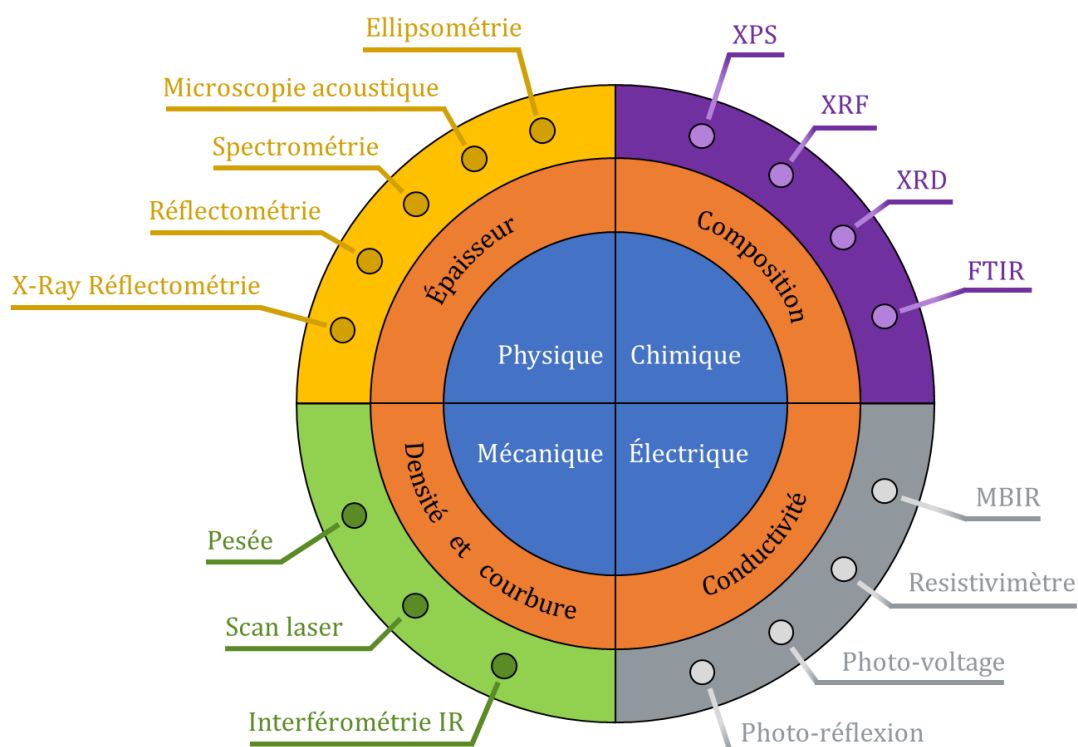 Ellipsométrie
Microscopie acoustique
Spectrométrie
Réflectométrie
X-Ray Réflectométrie
XPS
XRF
XRD
FTIR
Épaisseur
Composition
Physique
Chimique
Mécanique
Électrique
Densité et courbure
Conductivité
Pesée
Scan laser
Interférométrie IR
MBIR
Resistivimètre
Photo-voltage
Photo-réflexion